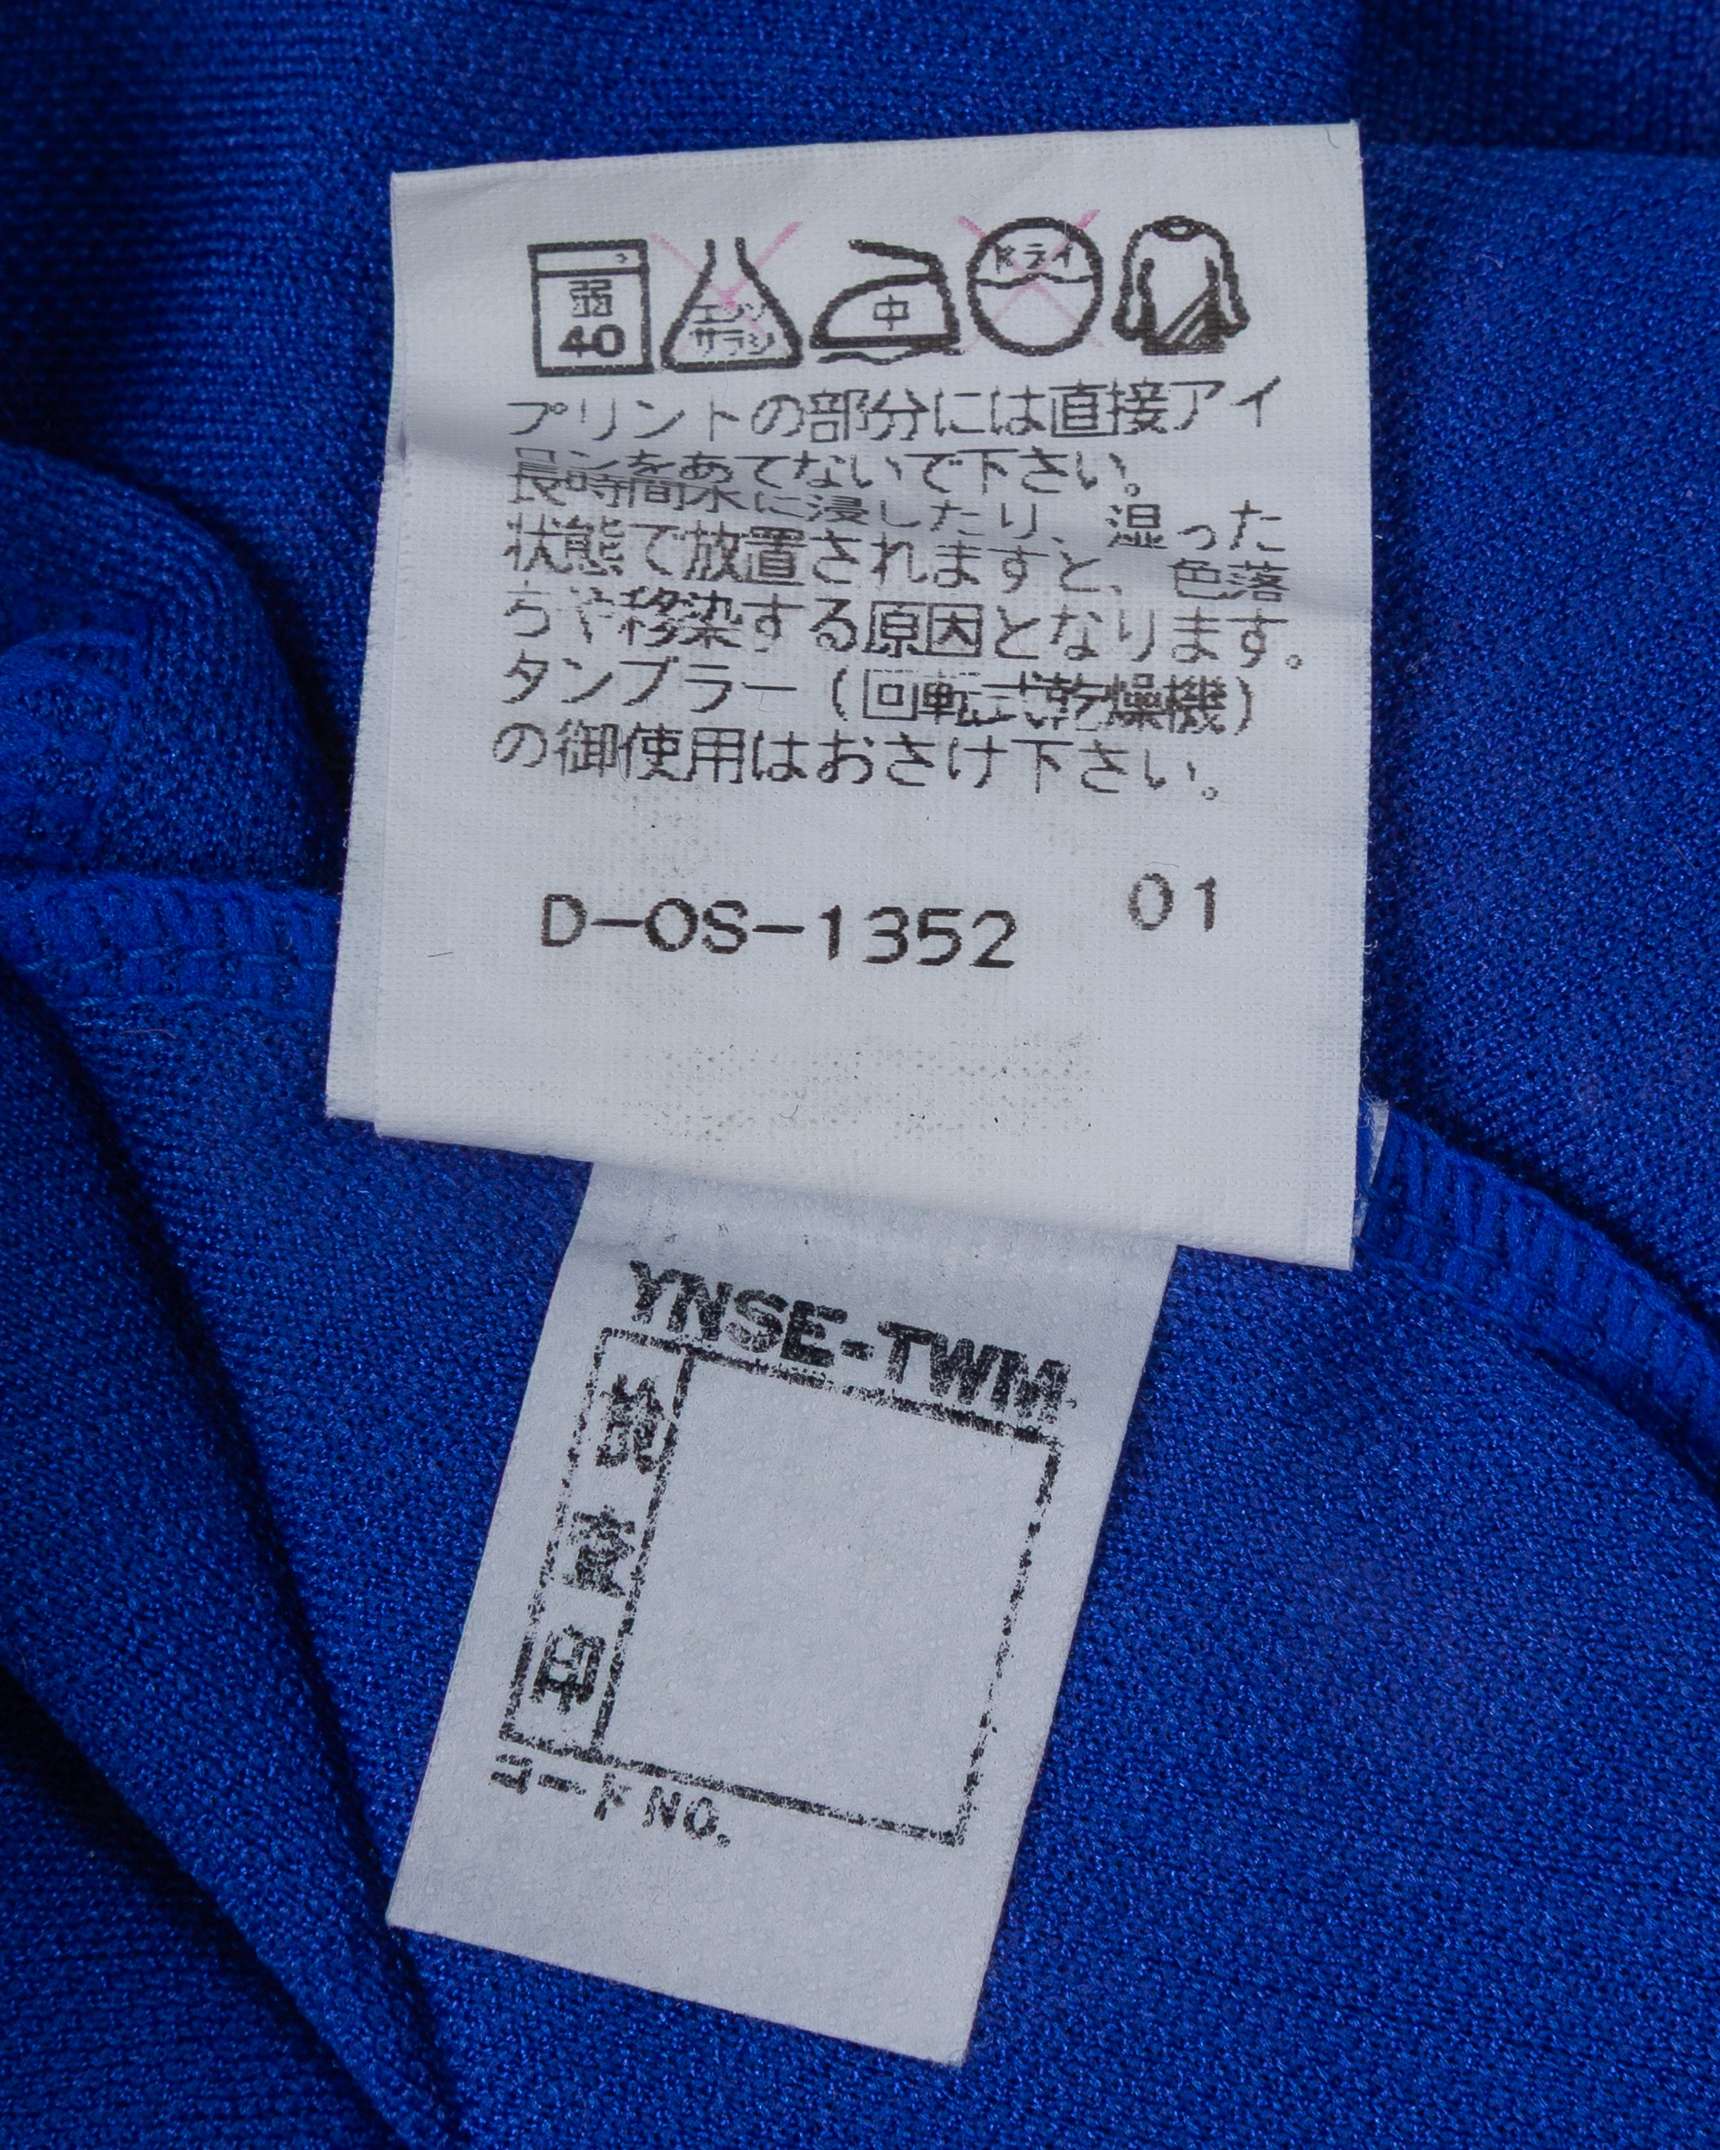 弱
40
エンソ
サラシ
中
ドライ
プリントの部分には直接アイ
ロンをあてないで下さい。
長時間水に浸したり、湿った
状態で放置されますと、色落
ちや移染する原因となります。
タンブラー(回転式乾燥機)
の御使用はおさけ下さい。
D-OS-1352 01
YNSE-TWM
検査印
コードNO.